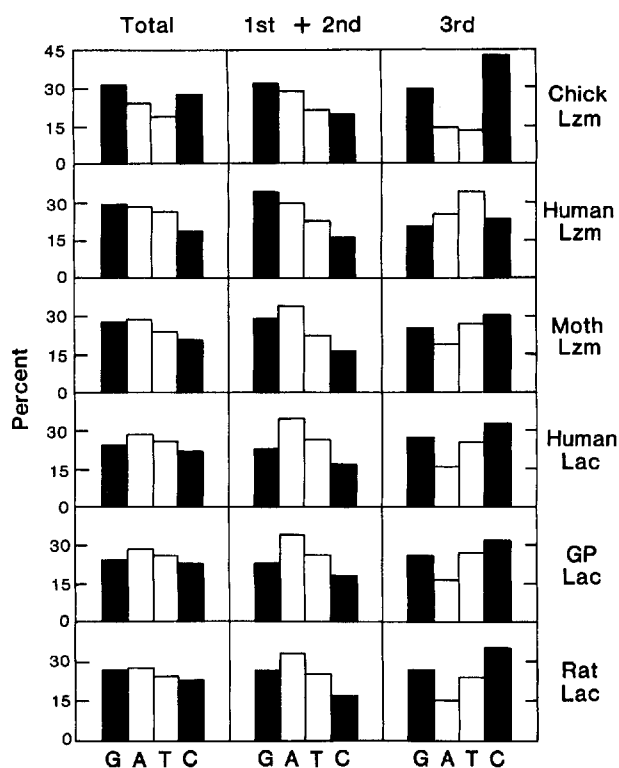 Total 1st + 2nd 3rd
45
30
15
0
Chick
Lzm
30
15
0
Human
Lzm
30
15
0
Moth
Lzm
30
15
0
Human
Lac
30
15
0
GP
Lac
30
15
0
Rat
Lac
Percent
G A T C G A T C G A T C